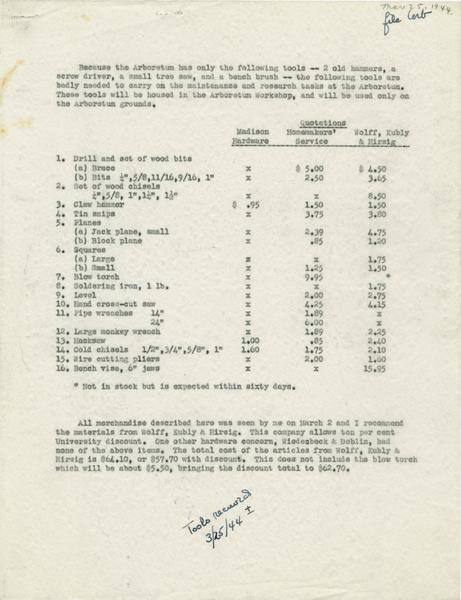 Mar 25, 1944
file Arb
Because the Arboretum has only the following tools -- 2 old hammers, a
screw driver, a small tree saw, and a bench brush -- the following tools are
badly needed to carry on the maintenance and research tasks at the Arboretum.
These tools will be housed in the Arboretum Workshop, and will be used only on
the Arboretum grounds.
Quotations
Madison Homemakers' Wolff, Kubly
Hardware Service & Hirsig
1. Drill and set of wood bits
(a) Brace x $ 5.00 $ 4.50
(b) Bits ¼",5/8,11/16,9/16, 1" x 2.50 3.65
2. Set of wood chisels
¼",5/8, 1",1¼", 1½" x x 8.50
3. Claw hammer $ .95 1.50 1.50
4. Tin snips x 3.75 3.80
5. Planes
(a) Jack plane, small x 2.39 4.75
(b) Block plane x .85 1.20
6. Squares
(a) Large x x 1.75
(b) Small x 1.25 1.50
7. Blow torch x 9.95 *
8. Soldering iron, 1 lb. x x 1.75
9. Level x 2.00 2.75
10. Hand cross-cut saw x 4.25 4.15
11. Pipe wrenches 14" x 1.89 x
24" x 6.00 x
12. Large monkey wrench x 1.89 2.25
13. Hacksaw 1.00 .85 2.40
14. Cold chisels 1/2",3/4",5/8", 1" 1.60 1.75 2.10
15. Wire cutting pliers x 2.00 1.60
16. Bench vise, 6" jaws x x 15.95
* Not in stock but is expected within sixty days.
All merchandise described here was seen by me on March 2 and I recommend
the materials from Wolff, Kubly & Hirsig. This company allows ten per cent
University discount. One other hardware concern, Wiedenbeck & Doblin, had
none of the above items. The total cost of the articles from Wolff, Kubly &
Hirsig is $64.10, or $57.70 with discount. This does not include the blow torch
which will be about $5.50, bringing the discount total to $62.70.
Tools received
3/25/44 ±